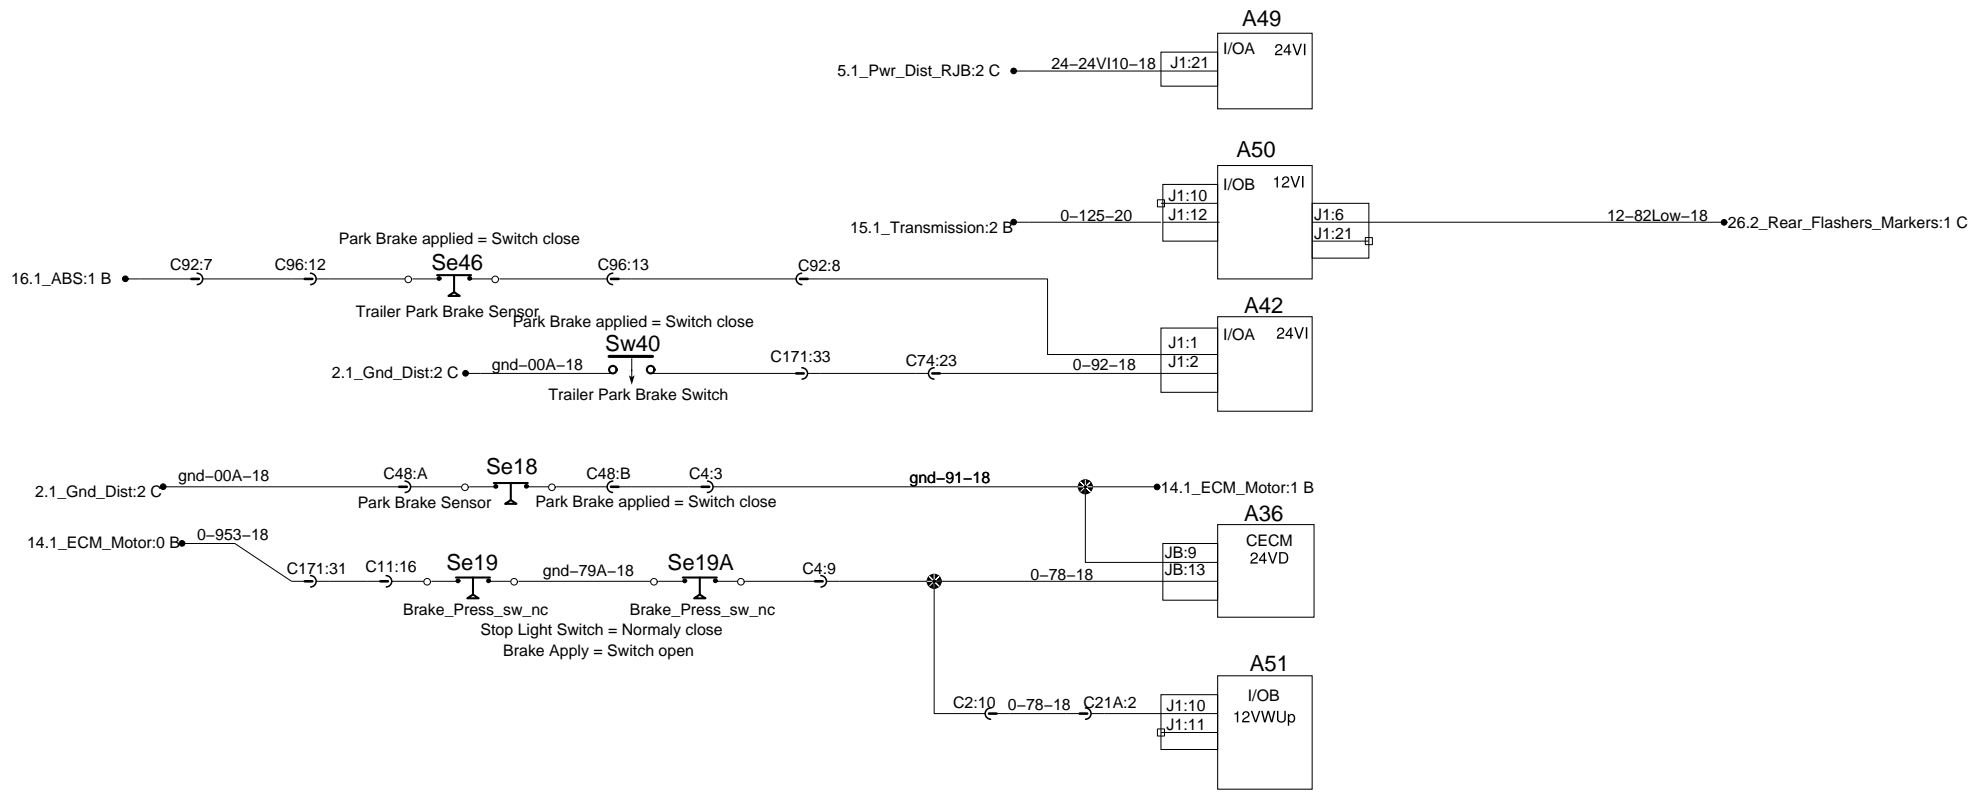 A49
I/OA 24VI
5.1_Pwr_Dist_RJB:2 C 24-24VI10-18 J1:21
A50
I/OB 12VI
J1:10
15.1_Transmission:2 B 0-125-20 J1:12 J1:6 12-82Low-18 26.2_Rear_Flashers_Markers:1 C
J1:21
Park Brake applied = Switch close
16.1_ABS:1 B C92:7 C96:12 Se46 C96:13 C92:8
Trailer Park Brake Sensor
Park Brake applied = Switch close
A42
I/OA 24VI
J1:1
Sw40
2.1_Gnd_Dist:2 C gnd-00A-18 C171:33 C74:23 0-92-18 J1:2
Trailer Park Brake Switch
2.1_Gnd_Dist:2 C gnd-00A-18 C48:A Se18 C48:B C4:3 gnd-91-18 14.1_ECM_Motor:1 B
Park Brake Sensor Park Brake applied = Switch close
A36
CECM
24VD
JB:9
14.1_ECM_Motor:0 B 0-953-18
C171:31 C11:16 Se19 gnd-79A-18 Se19A C4:9 0-78-18 JB:13
Brake_Press_sw_nc Brake_Press_sw_nc
Stop Light Switch = Normaly close
Brake Apply = Switch open
A51
I/OB
12VWUp
C2:10 0-78-18 C21A:2 J1:10
J1:11